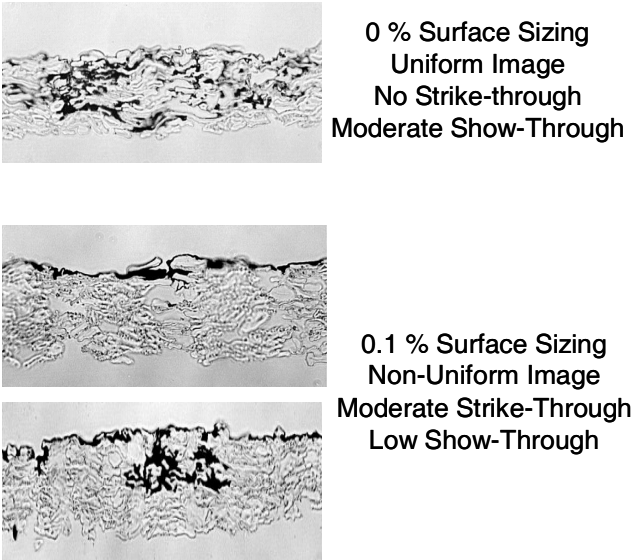 0 % Surface Sizing
Uniform Image
No Strike-through
Moderate Show-Through
0.1 % Surface Sizing
Non-Uniform Image
Moderate Strike-Through
Low Show-Through